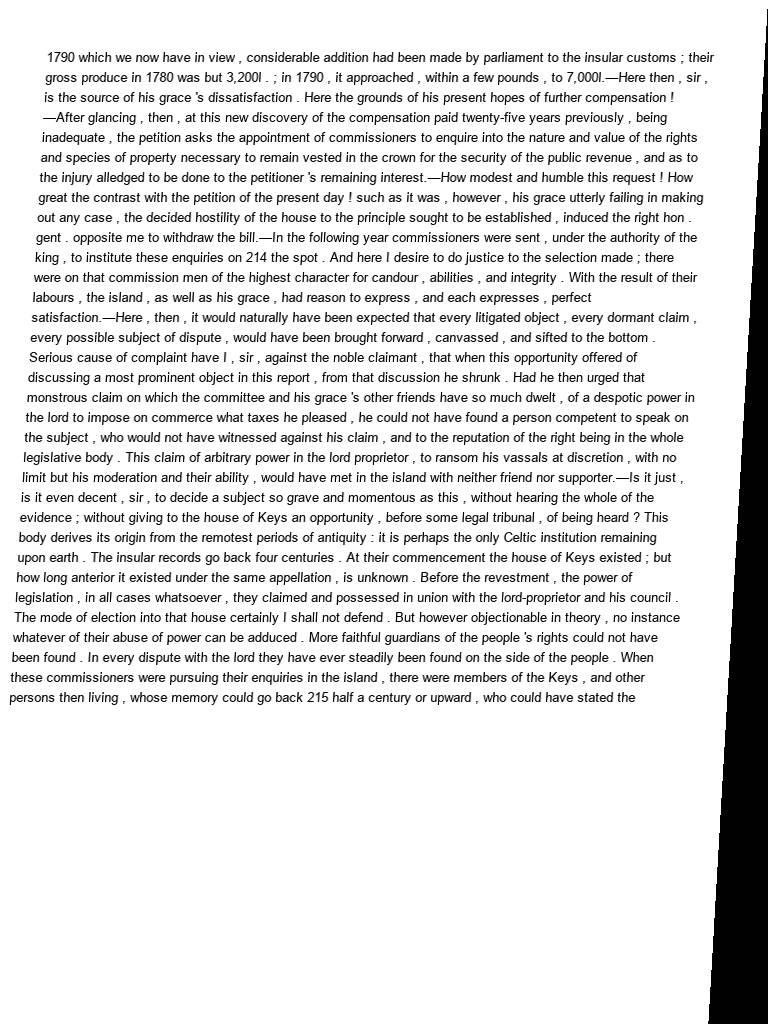 1790 which we now have in view , considerable addition had been made by parliament to the insular customs ; their
gross produce in 1780 was but 3,200l . ; in 1790 , it approached , within a few pounds , to 7,000l.—Here then , sir ,
is the source of his grace 's dissatisfaction . Here the grounds of his present hopes of further compensation !
—After glancing , then , at this new discovery of the compensation paid twenty-five years previously , being
inadequate , the petition asks the appointment of commissioners to enquire into the nature and value of the rights
and species of property necessary to remain vested in the crown for the security of the public revenue , and as to
the injury alledged to be done to the petitioner 's remaining interest.—How modest and humble this request ! How
great the contrast with the petition of the present day ! such as it was , however , his grace utterly failing in making
out any case , the decided hostility of the house to the principle sought to be established , induced the right hon .
gent . opposite me to withdraw the bill.—In the following year commissioners were sent , under the authority of the
king , to institute these enquiries on 214 the spot . And here I desire to do justice to the selection made ; there
were on that commission men of the highest character for candour , abilities , and integrity . With the result of their
labours , the island , as well as his grace , had reason to express , and each expresses , perfect
satisfaction.—Here , then , it would naturally have been expected that every litigated object , every dormant claim ,
every possible subject of dispute , would have been brought forward , canvassed , and sifted to the bottom .
Serious cause of complaint have I , sir , against the noble claimant , that when this opportunity offered of
discussing a most prominent object in this report , from that discussion he shrunk . Had he then urged that
monstrous claim on which the committee and his grace 's other friends have so much dwelt , of a despotic power in
the lord to impose on commerce what taxes he pleased , he could not have found a person competent to speak on
the subject , who would not have witnessed against his claim , and to the reputation of the right being in the whole
legislative body . This claim of arbitrary power in the lord proprietor , to ransom his vassals at discretion , with no
limit but his moderation and their ability , would have met in the island with neither friend nor supporter.—Is it just ,
is it even decent , sir , to decide a subject so grave and momentous as this , without hearing the whole of the
evidence ; without giving to the house of Keys an opportunity , before some legal tribunal , of being heard ? This
body derives its origin from the remotest periods of antiquity : it is perhaps the only Celtic institution remaining
upon earth . The insular records go back four centuries . At their commencement the house of Keys existed ; but
how long anterior it existed under the same appellation , is unknown . Before the revestment , the power of
legislation , in all cases whatsoever , they claimed and possessed in union with the lord-proprietor and his council .
The mode of election into that house certainly I shall not defend . But however objectionable in theory , no instance
whatever of their abuse of power can be adduced . More faithful guardians of the people 's rights could not have
been found . In every dispute with the lord they have ever steadily been found on the side of the people . When
these commissioners were pursuing their enquiries in the island , there were members of the Keys , and other
persons then living , whose memory could go back 215 half a century or upward , who could have stated the